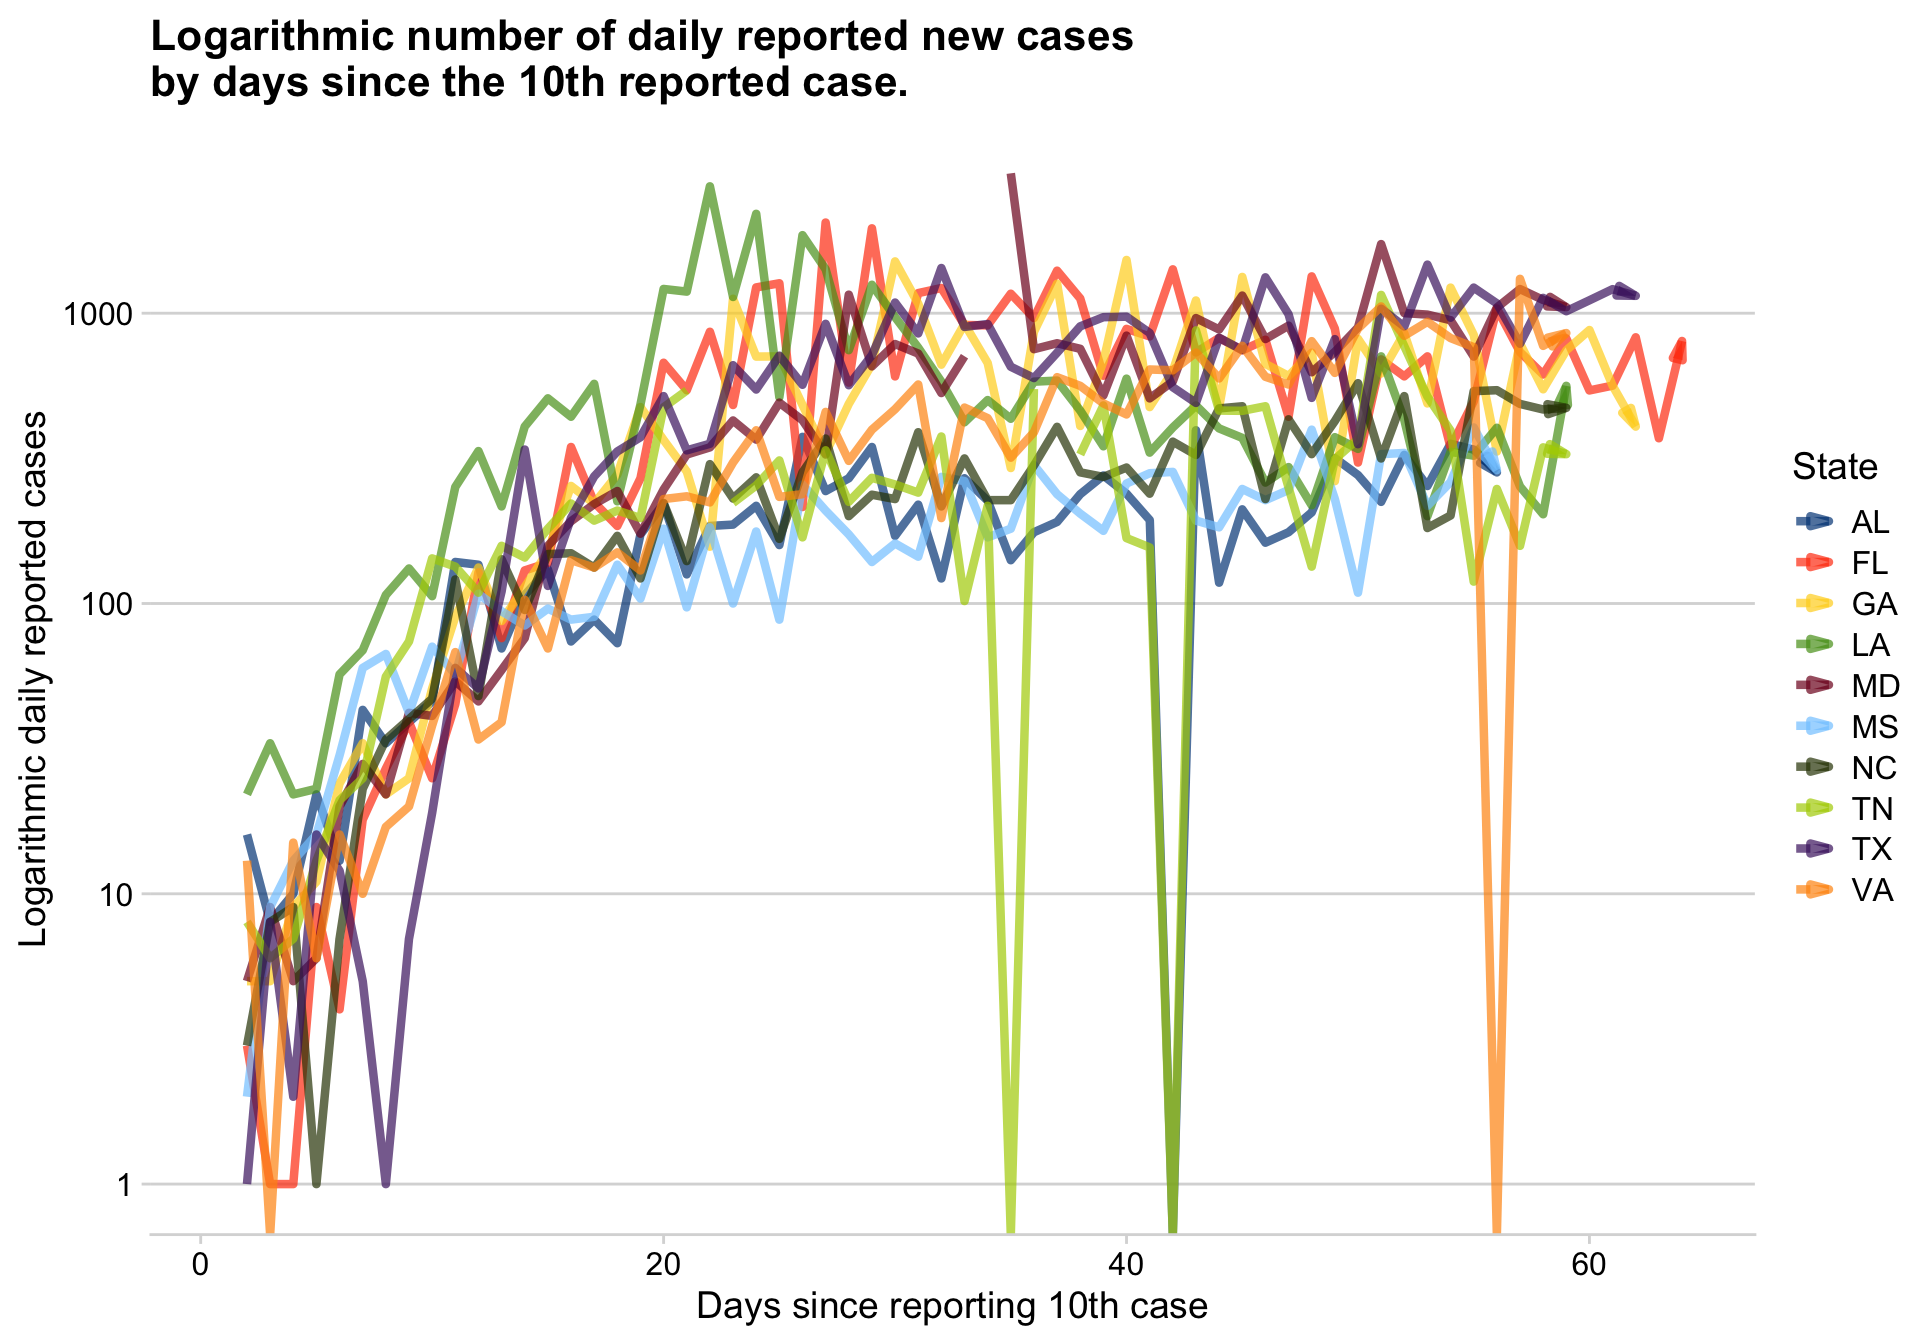 Logarithmic number of daily reported new cases
by days since the 10th reported case.
Logarithmic daily reported cases
1000
100
10
1
0
20
40
60
Days since reporting 10th case
State
AL
FL
GA
LA
MD
MS
NC
TN
TX
VA